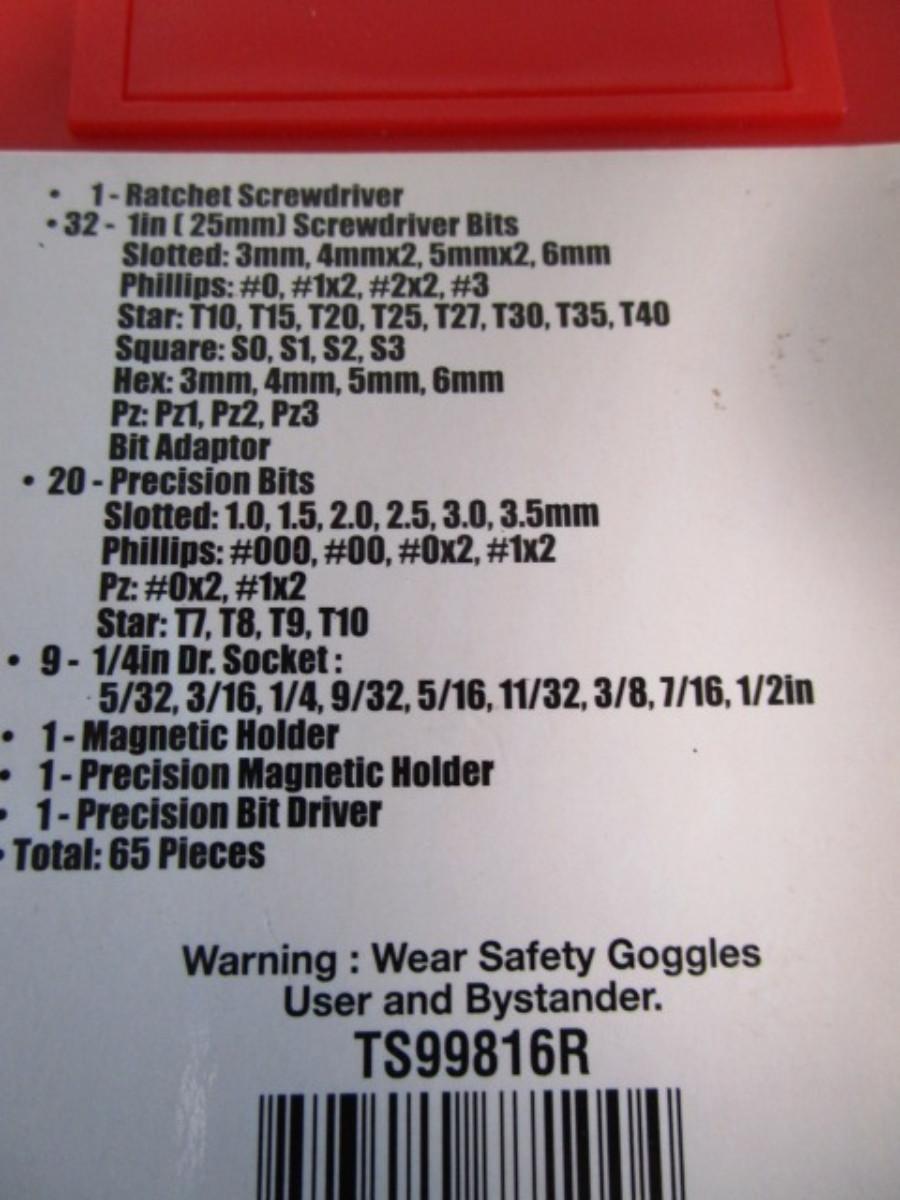 • 1 - Ratchet Screwdriver
• 32 - 1in ( 25mm) Screwdriver Bits
Slotted: 3mm, 4mmx2, 5mmx2, 6mm
Phillips: #0, #1x2, #2x2, #3
Star: T10, T15, T20, T25, T27, T30, T35, T40
Square: S0, S1, S2, S3
Hex: 3mm, 4mm, 5mm, 6mm
Pz: Pz1, Pz2, Pz3
Bit Adaptor
• 20 - Precision Bits
Slotted: 1.0, 1.5, 2.0, 2.5, 3.0, 3.5mm
Phillips: #000, #00, #0x2, #1x2
Pz: #0x2, #1x2
Star: T7, T8, T9, T10
• 9 - 1/4in Dr. Socket :
5/32, 3/16, 1/4, 9/32, 5/16, 11/32, 3/8, 7/16, 1/2in
• 1 - Magnetic Holder
• 1 - Precision Magnetic Holder
• 1 - Precision Bit Driver
• Total: 65 Pieces
Warning : Wear Safety Goggles
User and Bystander.
TS99816R